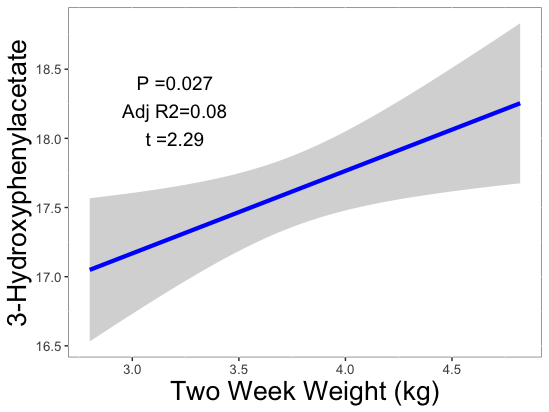 3-Hydroxyphenylacetate
18.5
18.0
17.5
17.0
16.5
P =0.027
Adj R2=0.08
t =2.29
3.0
3.5
4.0
4.5
Two Week Weight (kg)